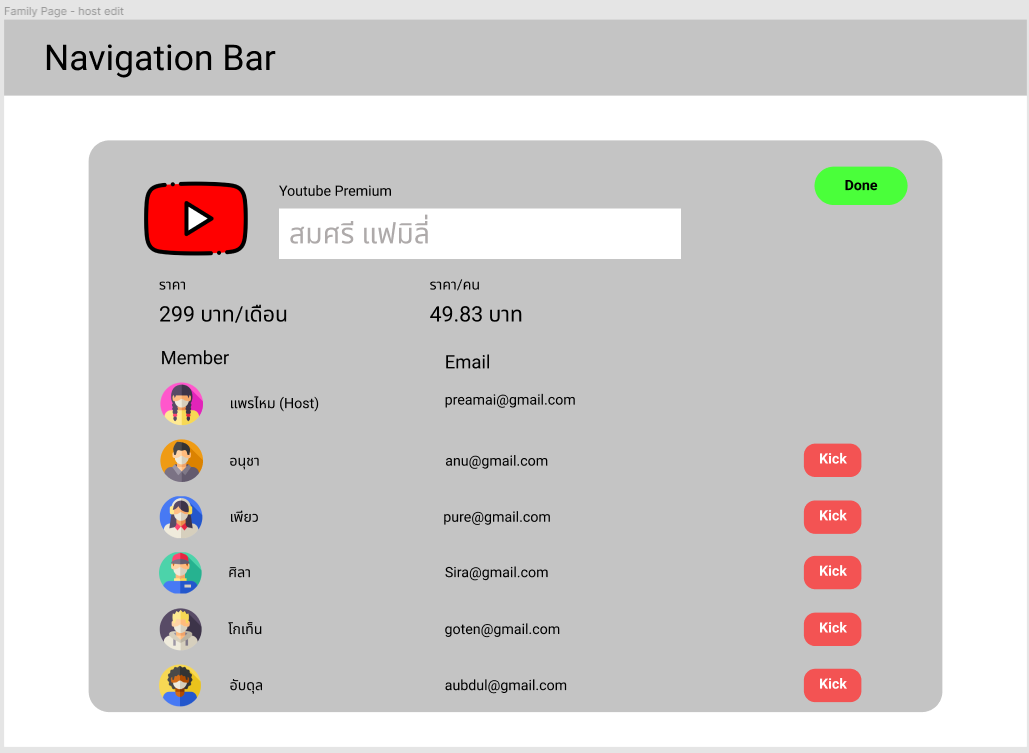 Family Page - host edit
Navigation Bar
Done
Youtube Premium
สมศรี แฟมิลี่
ราคา ราคา/คน
299 บาท/เดือน 49.83 บาท
Member Email
แพรไหม (Host) preamai@gmail.com
อนุชา anu@gmail.com Kick
เพียว pure@gmail.com Kick
ศิลา Sira@gmail.com Kick
โกเท็น goten@gmail.com Kick
อับดุล aubdul@gmail.com Kick